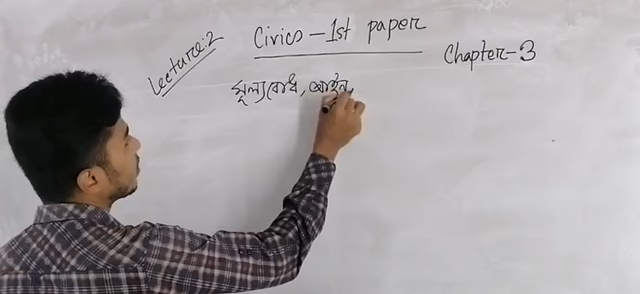 Lecture:2
Civics - 1st paper
Chapter-3
মূল্যবোধ, আইন,